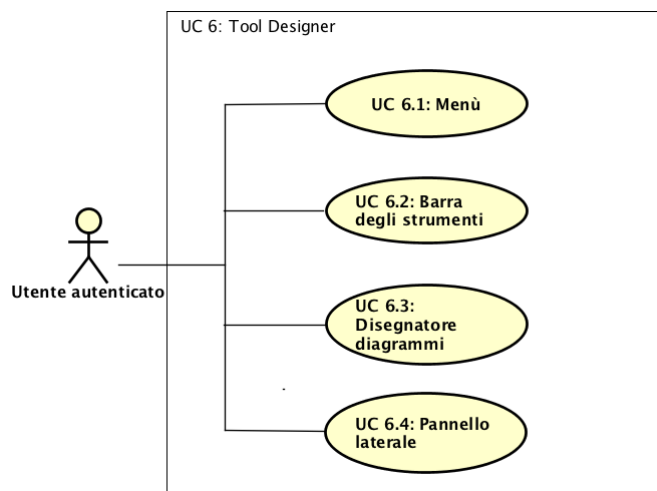 UC 6: Tool Designer
UC 6.1: Menù
UC 6.2: Barra
degli strumenti
Utente autenticato
UC 6.3:
Disegnatore
diagrammi
UC 6.4: Pannello
laterale